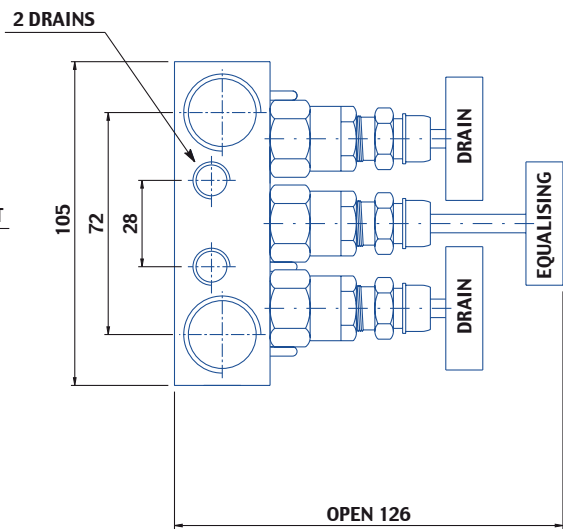 2 DRAINS
T
105
72
28
DRAIN
EQUALISING
DRAIN
OPEN 126